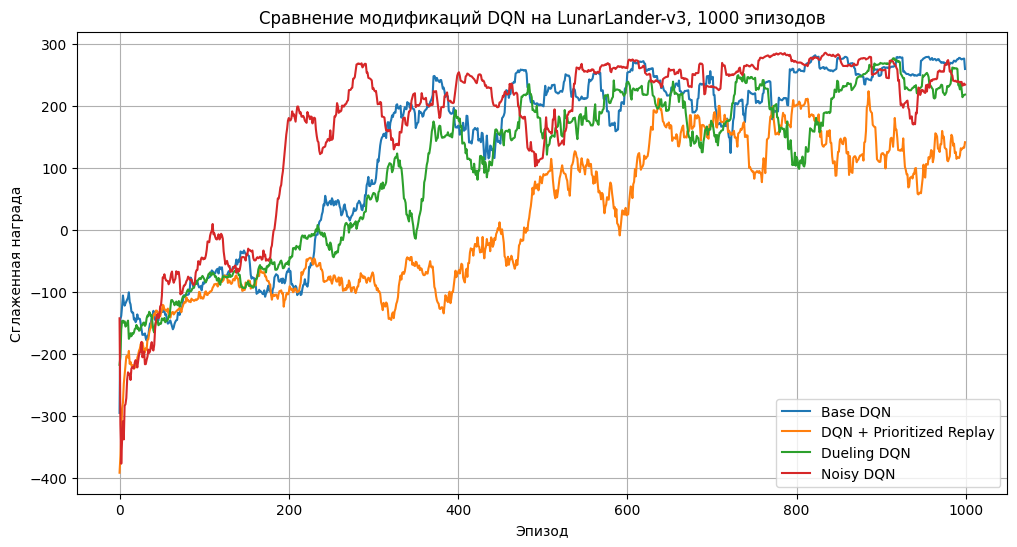 Сравнение модификаций DQN на LunarLander-v3, 1000 эпизодов
Сглаженная награда
300
200
100
0
−100
−200
−300
−400
0
200
400
600
800
1000
Эпизод
Base DQN
DQN + Prioritized Replay
Dueling DQN
Noisy DQN